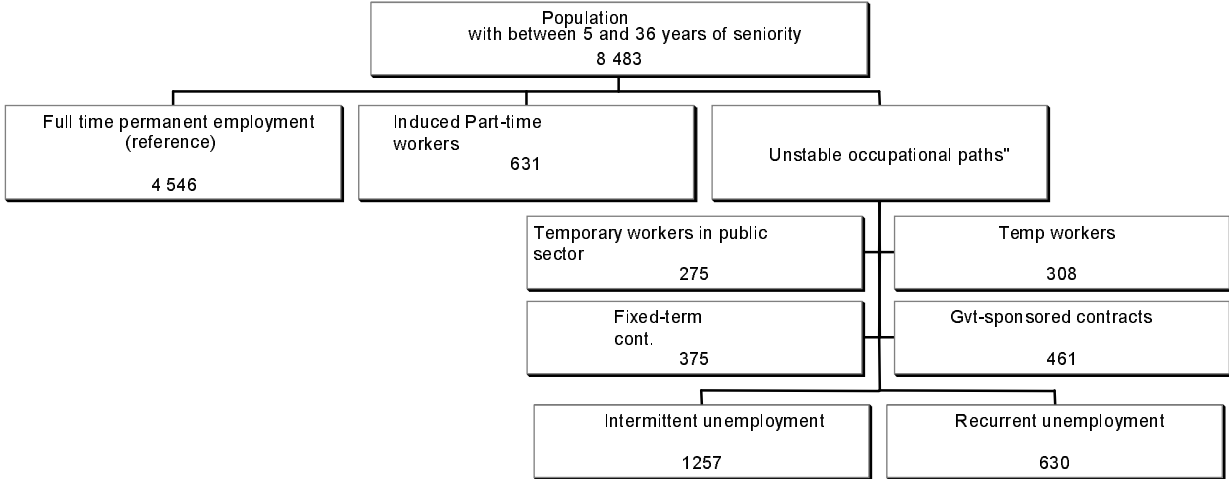 Population
with between 5 and 36 years of seniority
8 483
Full time permanent employment
(reference)
4 546
Induced Part-time
workers
631
Unstable occupational paths"
Temporary workers in public
sector
275
Temp workers
308
Fixed-term
cont.
375
Gvt-sponsored contracts
461
Intermittent unemployment
1257
Recurrent unemployment
630